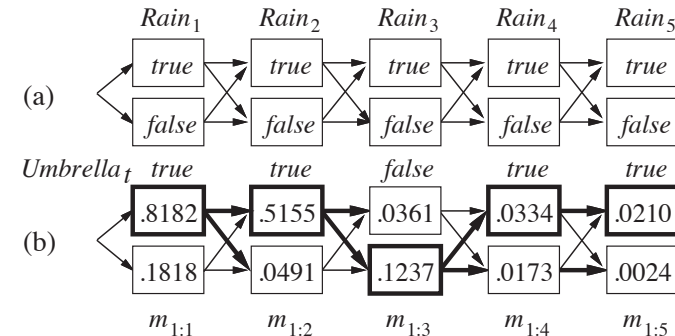 Rain1 Rain2 Rain3 Rain4 Rain5
true true true true true
(a)
false false false false false
Umbrellat true true false true true
.8182 .5155 .0361 .0334 .0210
(b)
.1818 .0491 .1237 .0173 .0024
m1:1 m1:2 m1:3 m1:4 m1:5